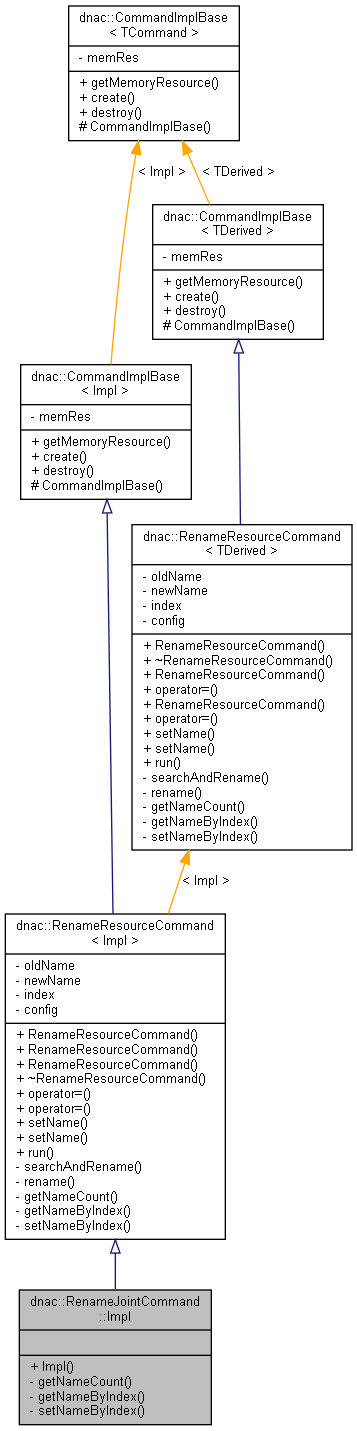 dnac::CommandImplBase
< TCommand >
- memRes
+ getMemoryResource()
+ create()
+ destroy()
# CommandImplBase()
< Impl >
< TDerived >
dnac::CommandImplBase
< TDerived >
- memRes
+ getMemoryResource()
+ create()
+ destroy()
# CommandImplBase()
dnac::CommandImplBase
< Impl >
- memRes
+ getMemoryResource()
+ create()
+ destroy()
# CommandImplBase()
dnac::RenameResourceCommand
< TDerived >
- oldName
- newName
- index
- config
+ RenameResourceCommand()
+ ~RenameResourceCommand()
+ RenameResourceCommand()
+ operator=()
+ RenameResourceCommand()
+ operator=()
+ setName()
+ setName()
+ run()
- searchAndRename()
- rename()
- getNameCount()
- getNameByIndex()
- setNameByIndex()
< Impl >
dnac::RenameResourceCommand
< Impl >
- oldName
- newName
- index
- config
+ RenameResourceCommand()
+ RenameResourceCommand()
+ RenameResourceCommand()
+ ~RenameResourceCommand()
+ operator=()
+ operator=()
+ setName()
+ setName()
+ run()
- searchAndRename()
- rename()
- getNameCount()
- getNameByIndex()
- setNameByIndex()
dnac::RenameJointCommand
::Impl
+ Impl()
- getNameCount()
- getNameByIndex()
- setNameByIndex()